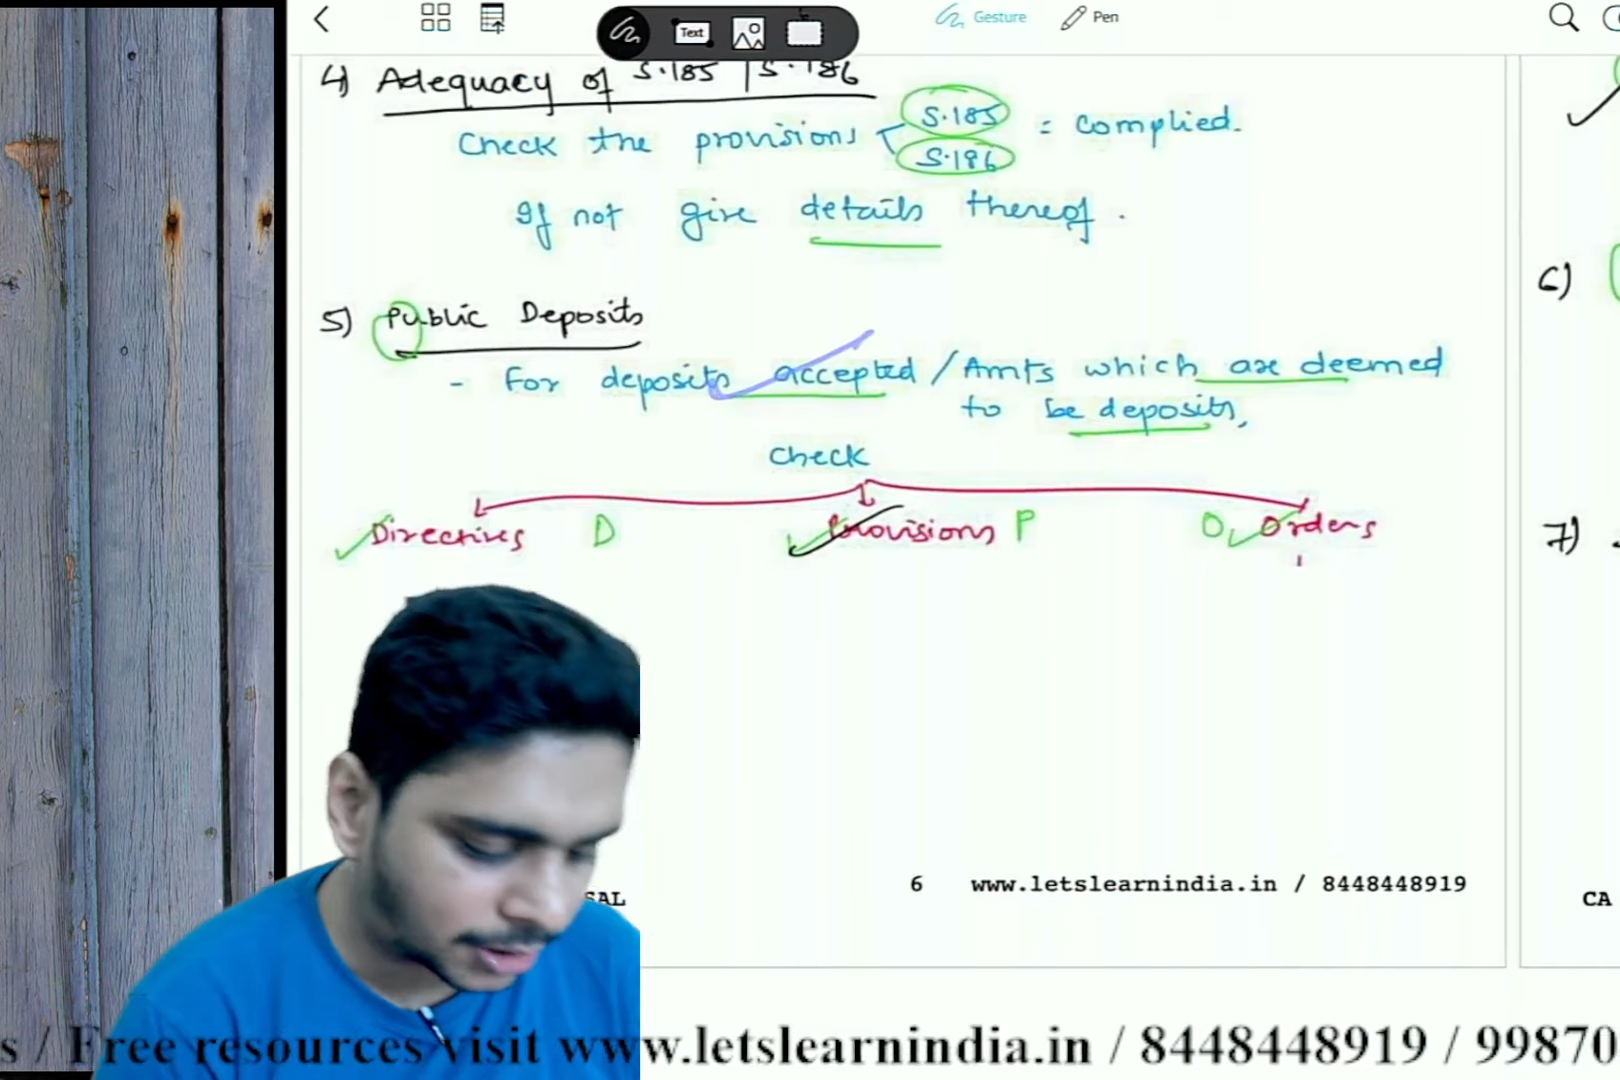 Text
Gesture
Pen
4) Adequacy of S.185 / S.186
Check the provisions S.185 = complied.
S.186
If not give details thereof.
5) Public Deposits
- For deposits accepted / Amts which are deemed
to be deposits,
Check
Directives D Provisions P O Orders
6)
7)
SAL 6 www.letslearnindia.in / 8448448919
CA
s / Free resources visit www.letslearnindia.in / 8448448919 / 99870